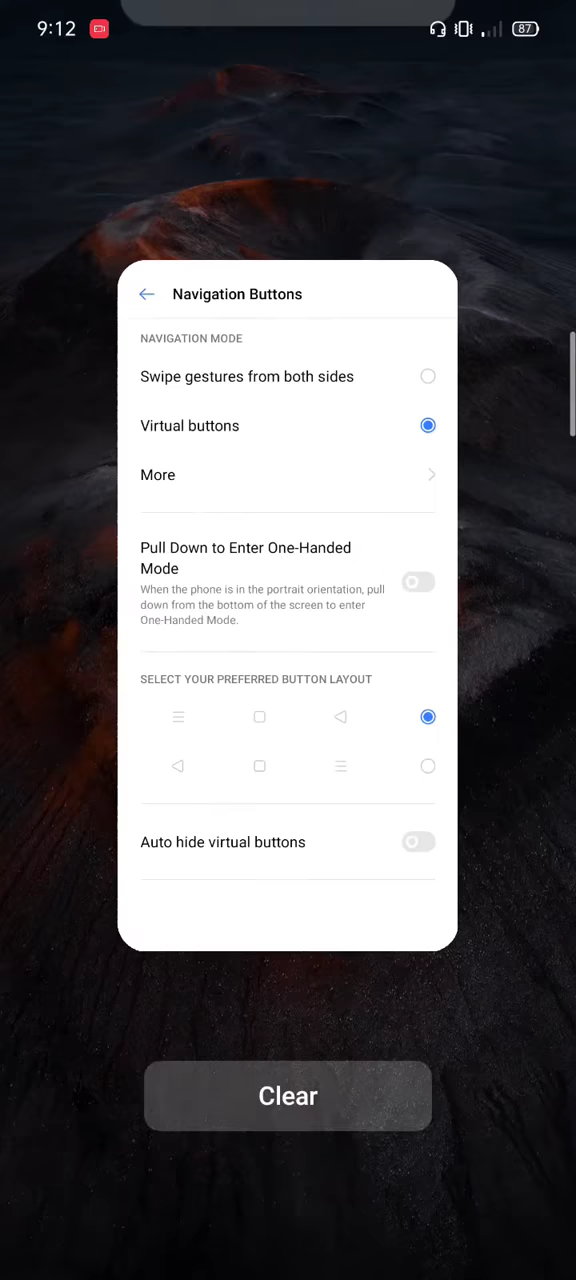 9:12
87
Navigation Buttons
NAVIGATION MODE
Swipe gestures from both sides
Virtual buttons
More
Pull Down to Enter One-Handed
Mode
When the phone is in the portrait orientation, pull
down from the bottom of the screen to enter
One-Handed Mode.
SELECT YOUR PREFERRED BUTTON LAYOUT
Auto hide virtual buttons
Clear